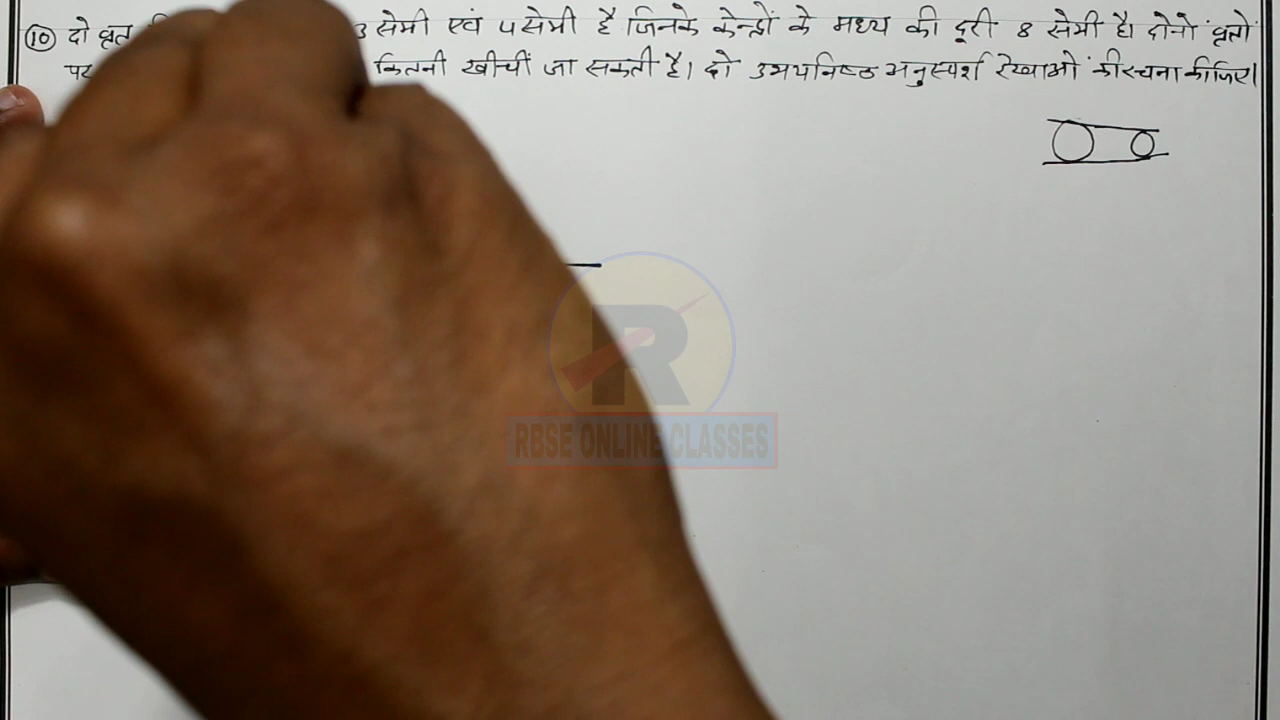 ⑩ दो वृत 3 सेमी एवं 4 सेमी है जिनके केन्द्रों के मध्य की दूरी 8 सेमी है। दोनो वृतों
पर कितनी खीचीं जा सकती है। दो उभयनिष्ठ अनुस्पर्श रेखाओं की रचना कीजिए।
R
RBSE ONLINE CLASSES